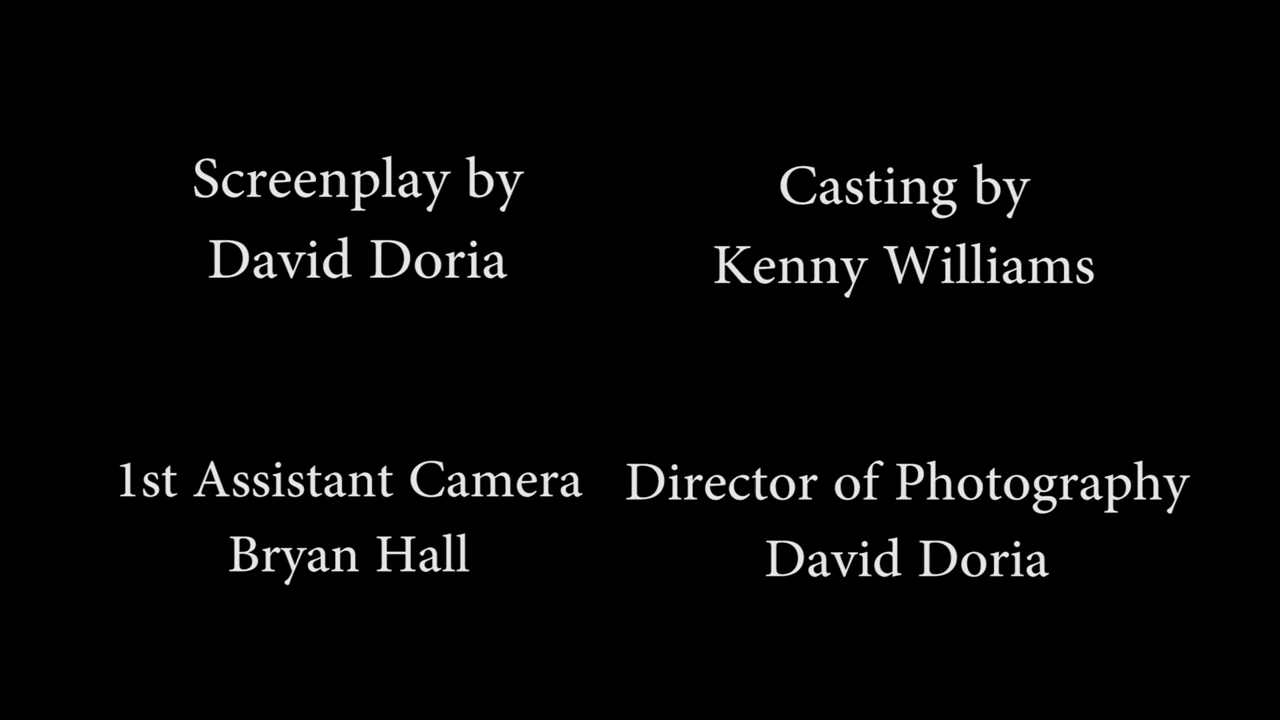 Screenplay by
David Doria
Casting by
Kenny Williams
1st Assistant Camera
Bryan Hall
Director of Photography
David Doria